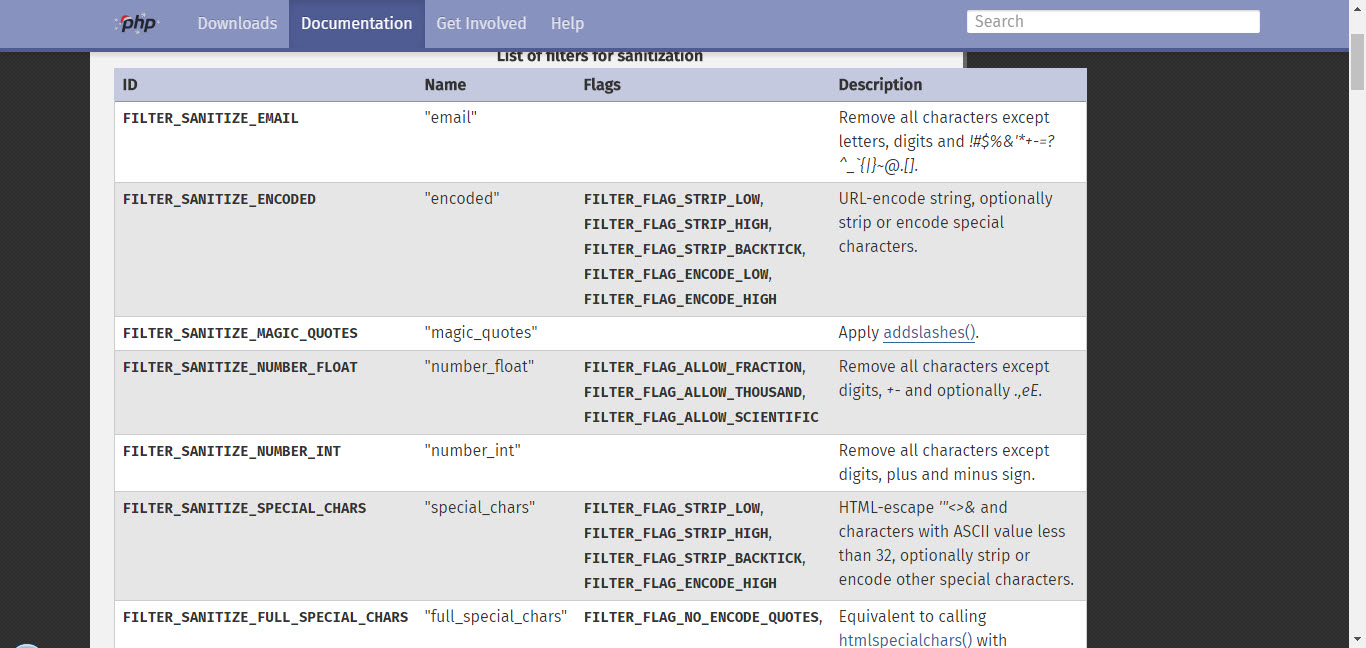 php Downloads Documentation Get Involved Help Search
List of filters for sanitization
ID Name Flags Description
FILTER_SANITIZE_EMAIL "email" Remove all characters except
letters, digits and !#$%&'*+-=?
^_`{|}~@.[].
FILTER_SANITIZE_ENCODED "encoded" FILTER_FLAG_STRIP_LOW, URL-encode string, optionally
FILTER_FLAG_STRIP_HIGH, strip or encode special
FILTER_FLAG_STRIP_BACKTICK, characters.
FILTER_FLAG_ENCODE_LOW,
FILTER_FLAG_ENCODE_HIGH
FILTER_SANITIZE_MAGIC_QUOTES "magic_quotes" Apply addslashes().
FILTER_SANITIZE_NUMBER_FLOAT "number_float" FILTER_FLAG_ALLOW_FRACTION, Remove all characters except
FILTER_FLAG_ALLOW_THOUSAND, digits, +- and optionally .,eE.
FILTER_FLAG_ALLOW_SCIENTIFIC
FILTER_SANITIZE_NUMBER_INT "number_int" Remove all characters except
digits, plus and minus sign.
FILTER_SANITIZE_SPECIAL_CHARS "special_chars" FILTER_FLAG_STRIP_LOW, HTML-escape '"<>& and
FILTER_FLAG_STRIP_HIGH, characters with ASCII value less
FILTER_FLAG_STRIP_BACKTICK, than 32, optionally strip or
FILTER_FLAG_ENCODE_HIGH encode other special characters.
FILTER_SANITIZE_FULL_SPECIAL_CHARS "full_special_chars" FILTER_FLAG_NO_ENCODE_QUOTES, Equivalent to calling
htmlspecialchars() with